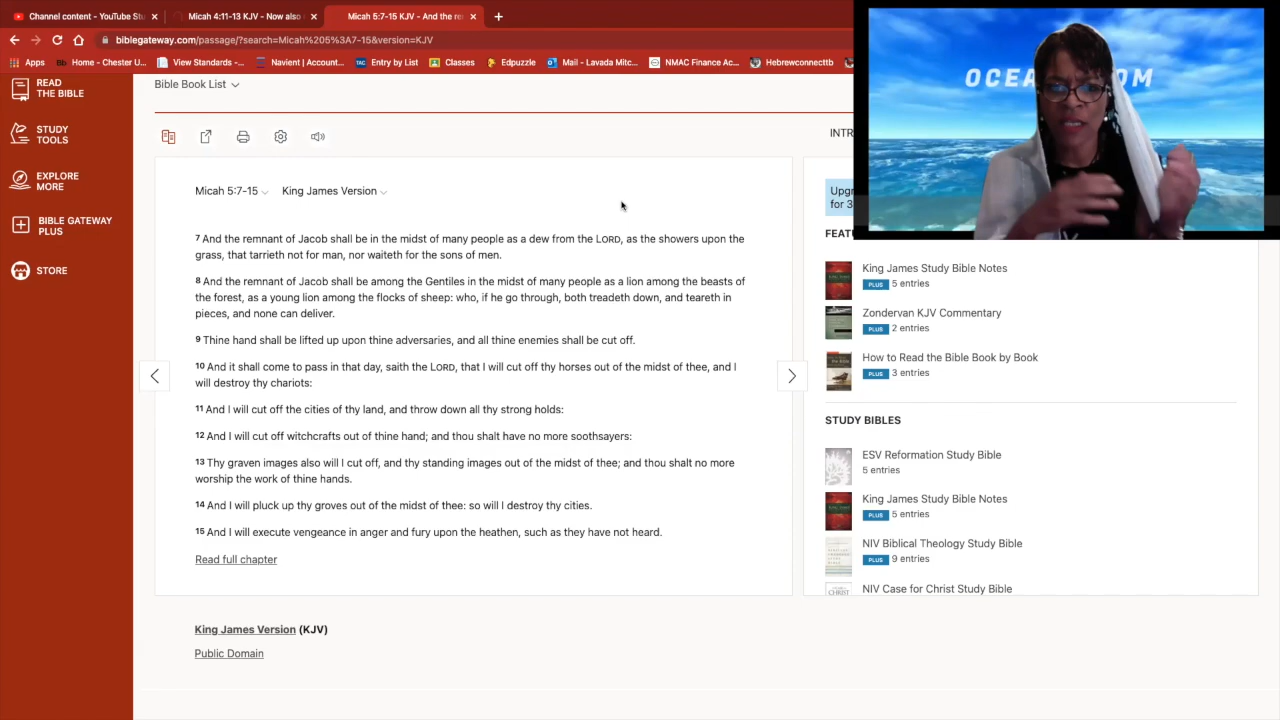 Channel content - YouTube Stu
Micah 4:11-13 KJV - Now also
Micah 5:7-15 KJV - And the re
biblegateway.com/passage/?search=Micah%205%3A7-15&version=KJV
Apps
Home - Chester U...
View Standards -...
Navient | Account...
TAC Entry by List
Classes
Edpuzzle
Mail - Lavada Mitc...
NMAC Finance Ac...
Hebrewconnecttb
READ
THE BIBLE
STUDY
TOOLS
EXPLORE
MORE
BIBLE GATEWAY
PLUS
STORE
Bible Book List
INTR
Micah 5:7-15 King James Version
7 And the remnant of Jacob shall be in the midst of many people as a dew from the LORD, as the showers upon the
grass, that tarrieth not for man, nor waiteth for the sons of men.
8 And the remnant of Jacob shall be among the Gentiles in the midst of many people as a lion among the beasts of
the forest, as a young lion among the flocks of sheep: who, if he go through, both treadeth down, and teareth in
pieces, and none can deliver.
9 Thine hand shall be lifted up upon thine adversaries, and all thine enemies shall be cut off.
10 And it shall come to pass in that day, saith the LORD, that I will cut off thy horses out of the midst of thee, and I
will destroy thy chariots:
11 And I will cut off the cities of thy land, and throw down all thy strong holds:
12 And I will cut off witchcrafts out of thine hand; and thou shalt have no more soothsayers:
13 Thy graven images also will I cut off, and thy standing images out of the midst of thee; and thou shalt no more
worship the work of thine hands.
14 And I will pluck up thy groves out of the midst of thee: so will I destroy thy cities.
15 And I will execute vengeance in anger and fury upon the heathen, such as they have not heard.
Read full chapter
King James Version (KJV)
Public Domain
Upgr
for 3
FEAT
King James Study Bible Notes
PLUS 5 entries
Zondervan KJV Commentary
PLUS 2 entries
How to Read the Bible Book by Book
PLUS 3 entries
STUDY BIBLES
ESV Reformation Study Bible
5 entries
King James Study Bible Notes
PLUS 5 entries
NIV Biblical Theology Study Bible
PLUS 9 entries
NIV Case for Christ Study Bible
OCEA OM